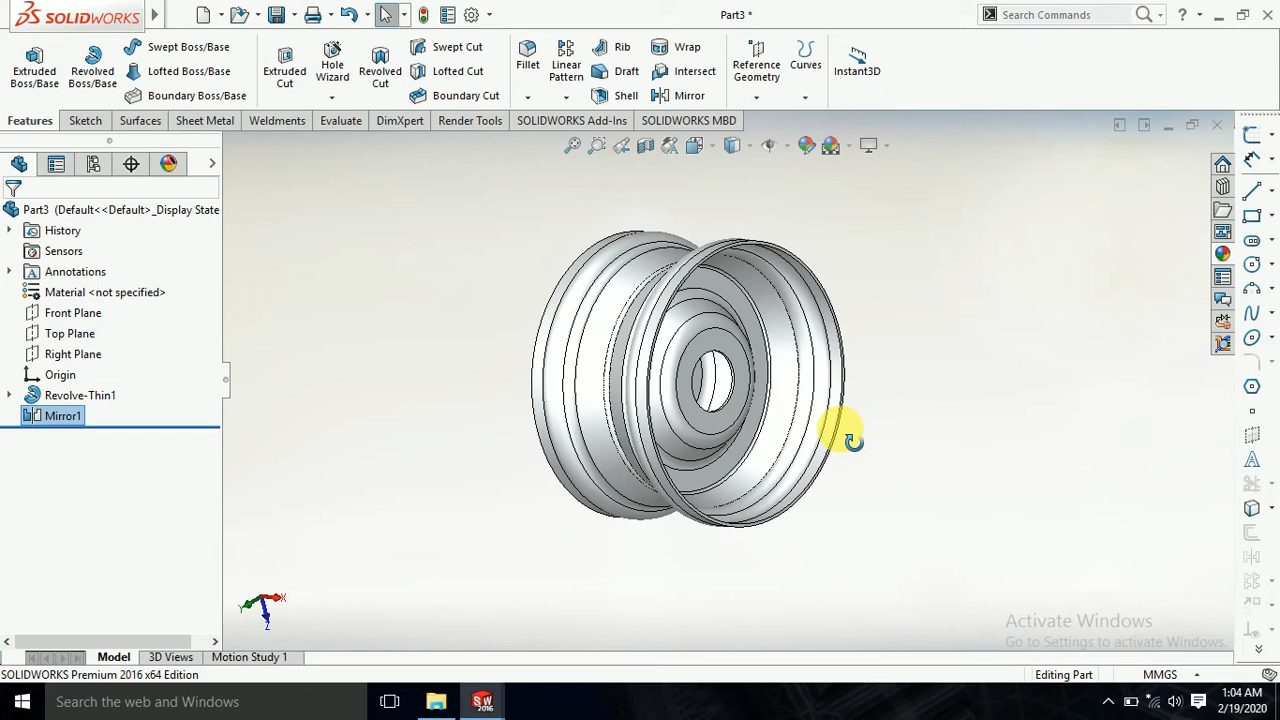 SOLIDWORKS
Part3 *
Search Commands
Extruded Boss/Base
Revolved Boss/Base
Swept Boss/Base
Lofted Boss/Base
Boundary Boss/Base
Extruded Cut
Hole Wizard
Revolved Cut
Swept Cut
Lofted Cut
Boundary Cut
Fillet
Linear Pattern
Rib
Draft
Shell
Wrap
Intersect
Mirror
Reference Geometry
Curves
Instant3D
Features
Sketch
Surfaces
Sheet Metal
Weldments
Evaluate
DimXpert
Render Tools
SOLIDWORKS Add-Ins
SOLIDWORKS MBD
Part3 (Default<<Default>_Display State
History
Sensors
Annotations
Material <not specified>
Front Plane
Top Plane
Right Plane
Origin
Revolve-Thin1
Mirror1
Y
X
Z
Activate Windows
Go to Settings to activate Windows.
Model
3D Views
Motion Study 1
SOLIDWORKS Premium 2016 x64 Edition
Editing Part
MMGS
Search the web and Windows
SW
2016
1:04 AM
2/19/2020